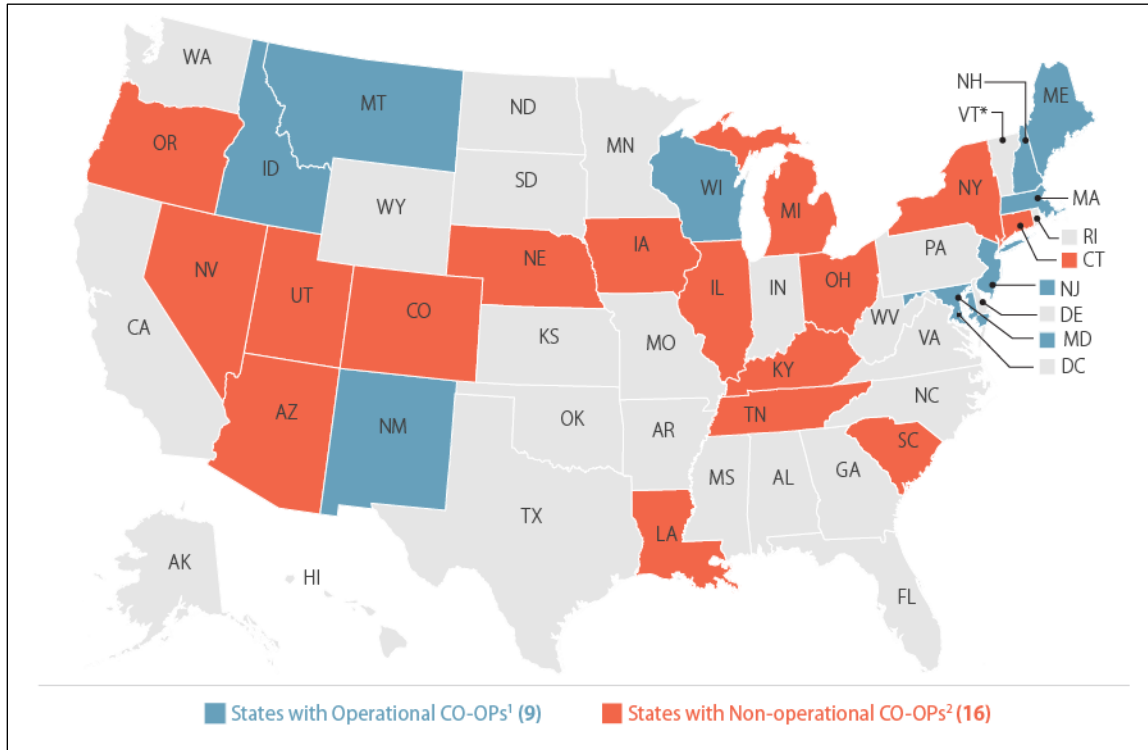 WA
MT
ND
MN
OR
ID
SD
WY
WI
MI
NY
NH
VT*
ME
MA
RI
CT
NJ
DE
MD
DC
PA
NV
UT
CO
NE
IA
IL
IN
OH
WV
VA
CA
KS
MO
KY
NC
AZ
NM
OK
AR
TN
SC
TX
LA
MS
AL
GA
FL
AK
HI
States with Operational CO-OPs¹ (9)
States with Non-operational CO-OPs² (16)